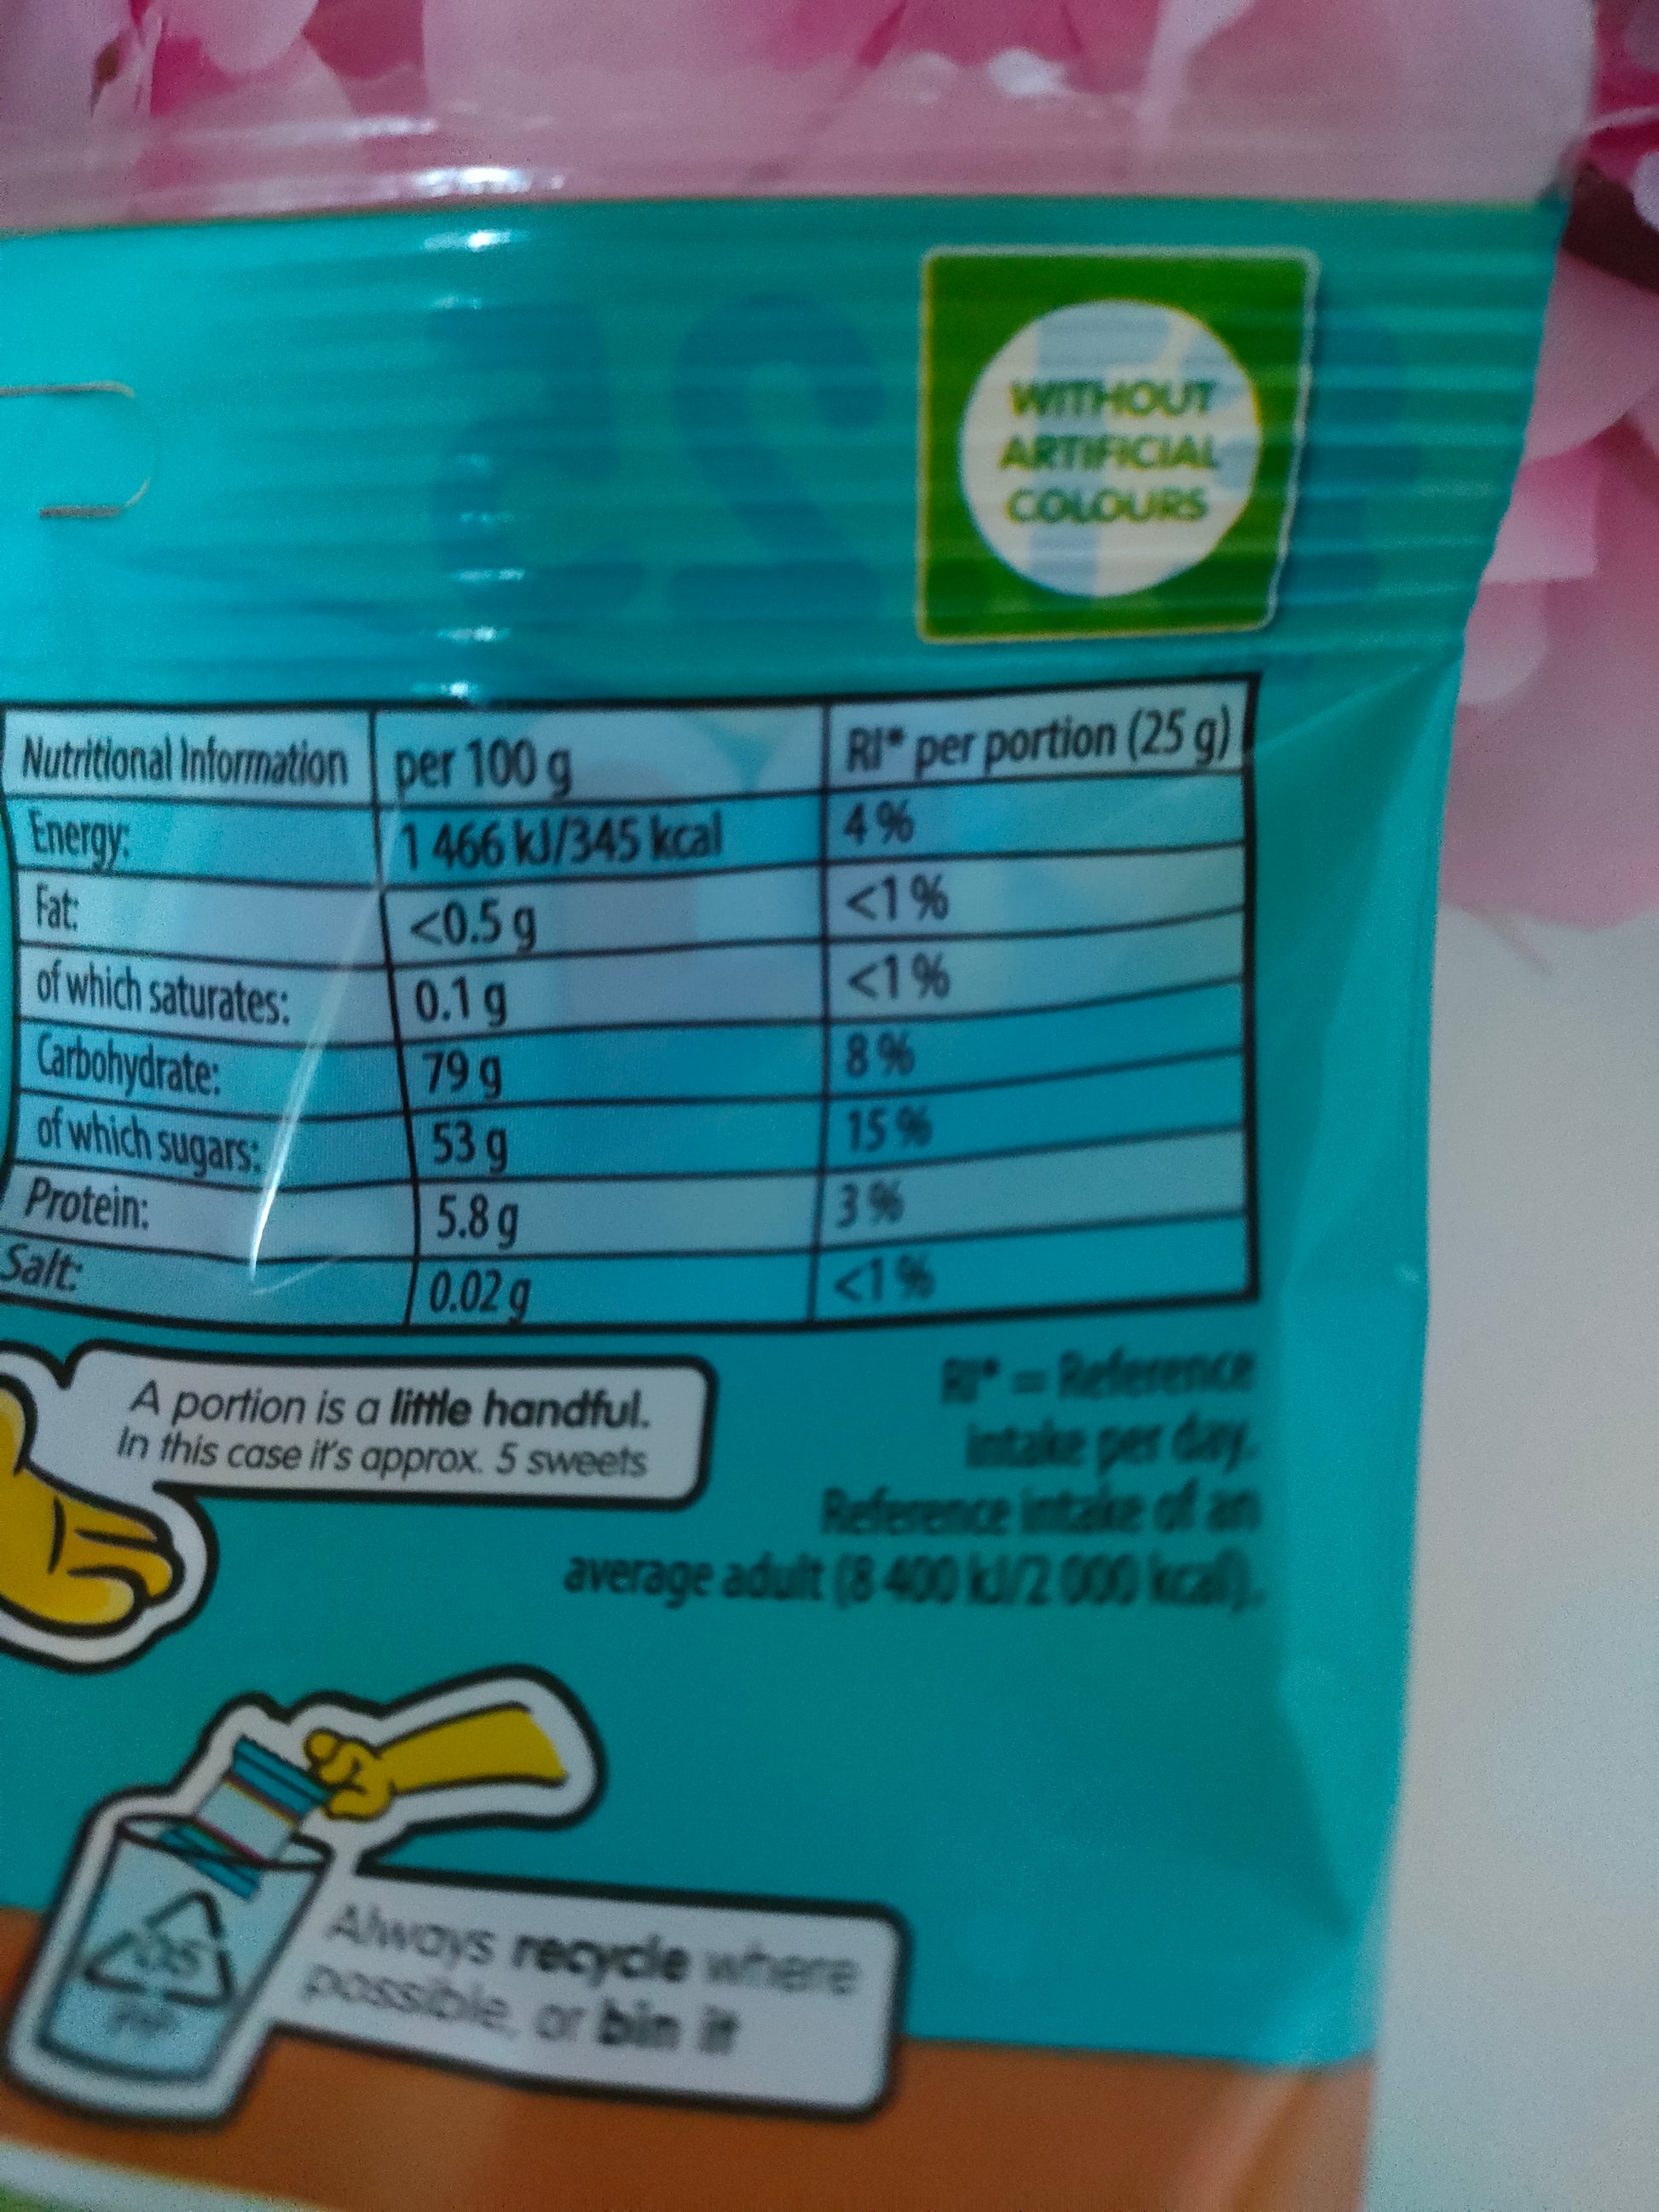 WITHOUT
ARTIFICIAL
COLOURS
Nutritional Information per 100 g RI* per portion (25 g)
Energy: 1 466 kJ/345 kcal 4 %
Fat: <0.5 g <1 %
of which saturates: 0.1 g <1 %
Carbohydrate: 79 g 8 %
of which sugars: 53 g 15 %
Protein: 5.8 g 3 %
Salt: 0.02 g <1 %
A portion is a little handful.
In this case it's approx. 5 sweets
RI* = Reference
intake per day.
Reference intake of an
average adult (8 400 kJ/2 000 kcal).
Always recycle where
possible, or bin it